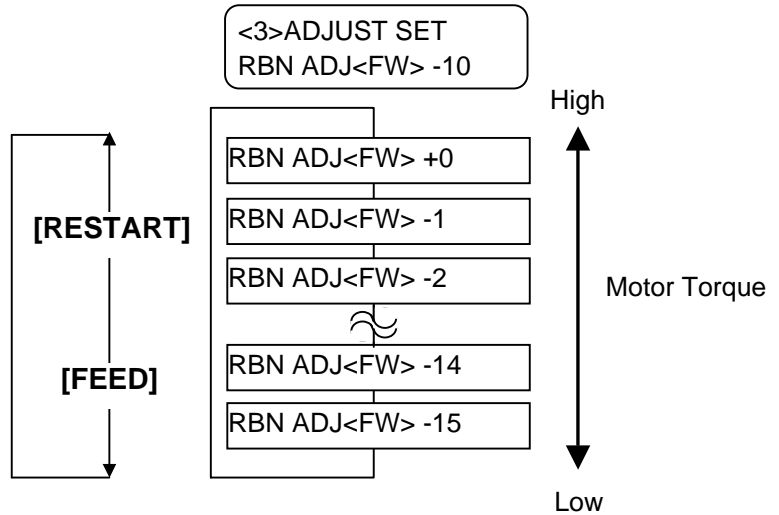 <3>ADJUST SET
RBN ADJ<FW> -10
High
RBN ADJ<FW> +0
[RESTART]
RBN ADJ<FW> -1
RBN ADJ<FW> -2
Motor Torque
[FEED]
RBN ADJ<FW> -14
RBN ADJ<FW> -15
Low